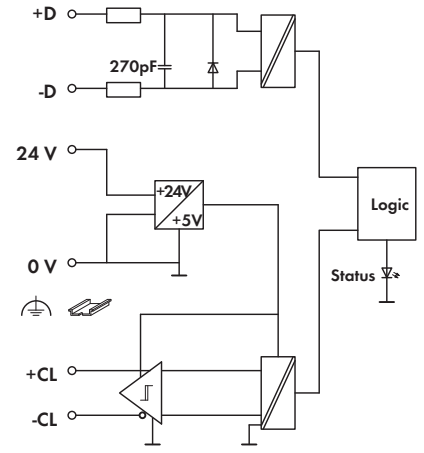 +D
270pF
-D
24 V
+24V
+5V
Logic
0 V
Status
+CL
-CL